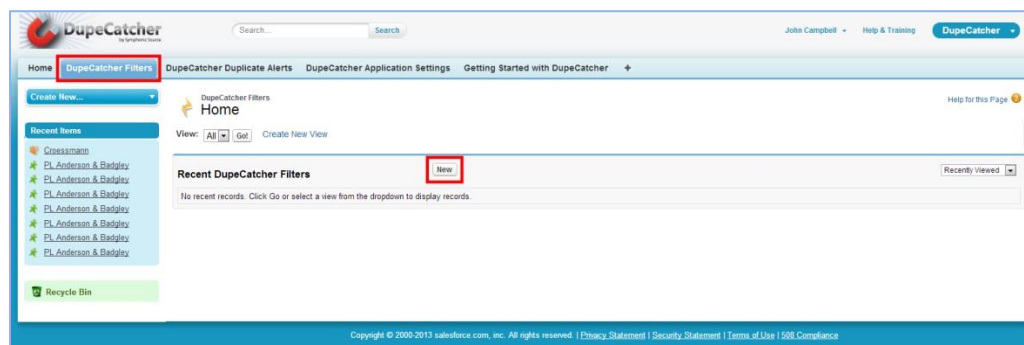 DupeCatcher
by Symphonic Source
Search...
Search
John Campbell
Help & Training
DupeCatcher
Home
DupeCatcher Filters
DupeCatcher Duplicate Alerts
DupeCatcher Application Settings
Getting Started with DupeCatcher
+
Create New...
Recent Items
Croessmann
PL Anderson & Badgley
PL Anderson & Badgley
PL Anderson & Badgley
PL Anderson & Badgley
PL Anderson & Badgley
PL Anderson & Badgley
PL Anderson & Badgley
Recycle Bin
DupeCatcher Filters
Home
Help for this Page ?
View: All Go! Create New View
Recent DupeCatcher Filters
New
Recently Viewed
No recent records. Click Go or select a view from the dropdown to display records.
Copyright © 2000-2013 salesforce.com, inc. All rights reserved. | Privacy Statement | Security Statement | Terms of Use | 508 Compliance